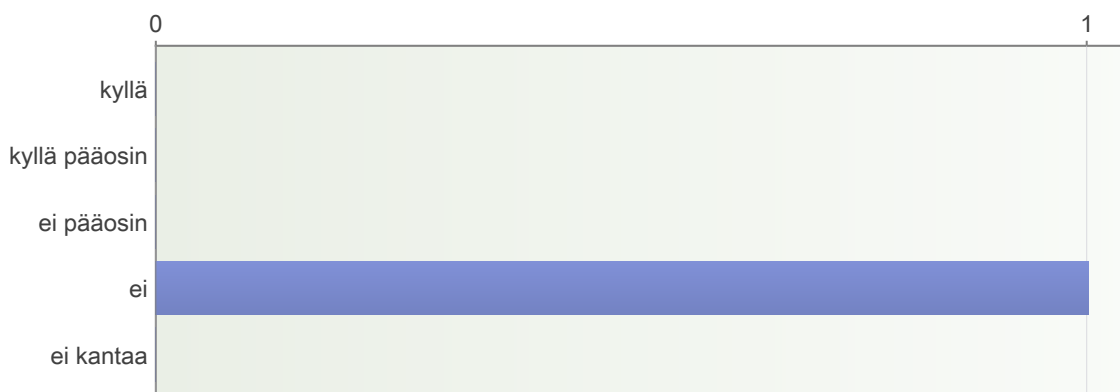 0 1
kyllä
kyllä pääosin
ei pääosin
ei
ei kantaa